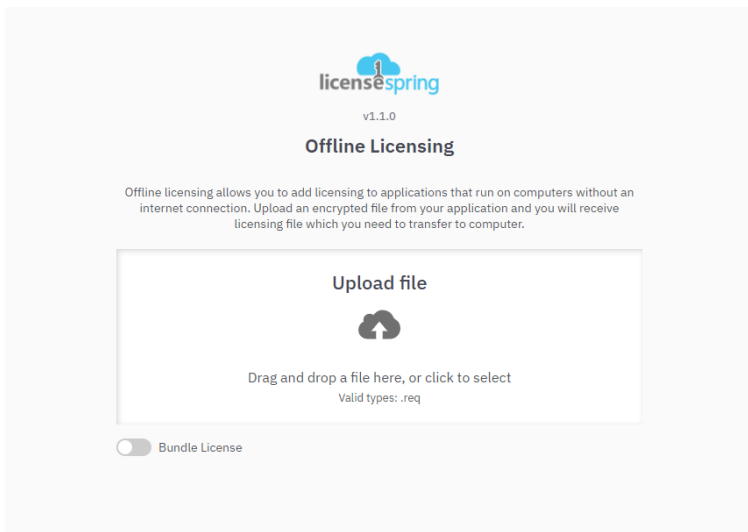 licensespring
v1.1.0
Offline Licensing
Offline licensing allows you to add licensing to applications that run on computers without an
internet connection. Upload an encrypted file from your application and you will receive
licensing file which you need to transfer to computer.
Upload file
Drag and drop a file here, or click to select
Valid types: .req
Bundle License